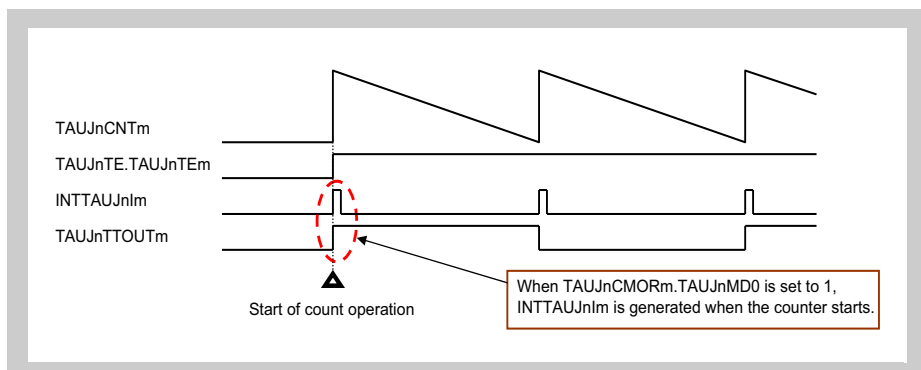 TAUJnCNTm
TAUJnTE.TAUJnTEm
INTTAUJnIm
TAUJnTTOUTm
Start of count operation
When TAUJnCMORm.TAUJnMD0 is set to 1,
INTTAUJnIm is generated when the counter starts.